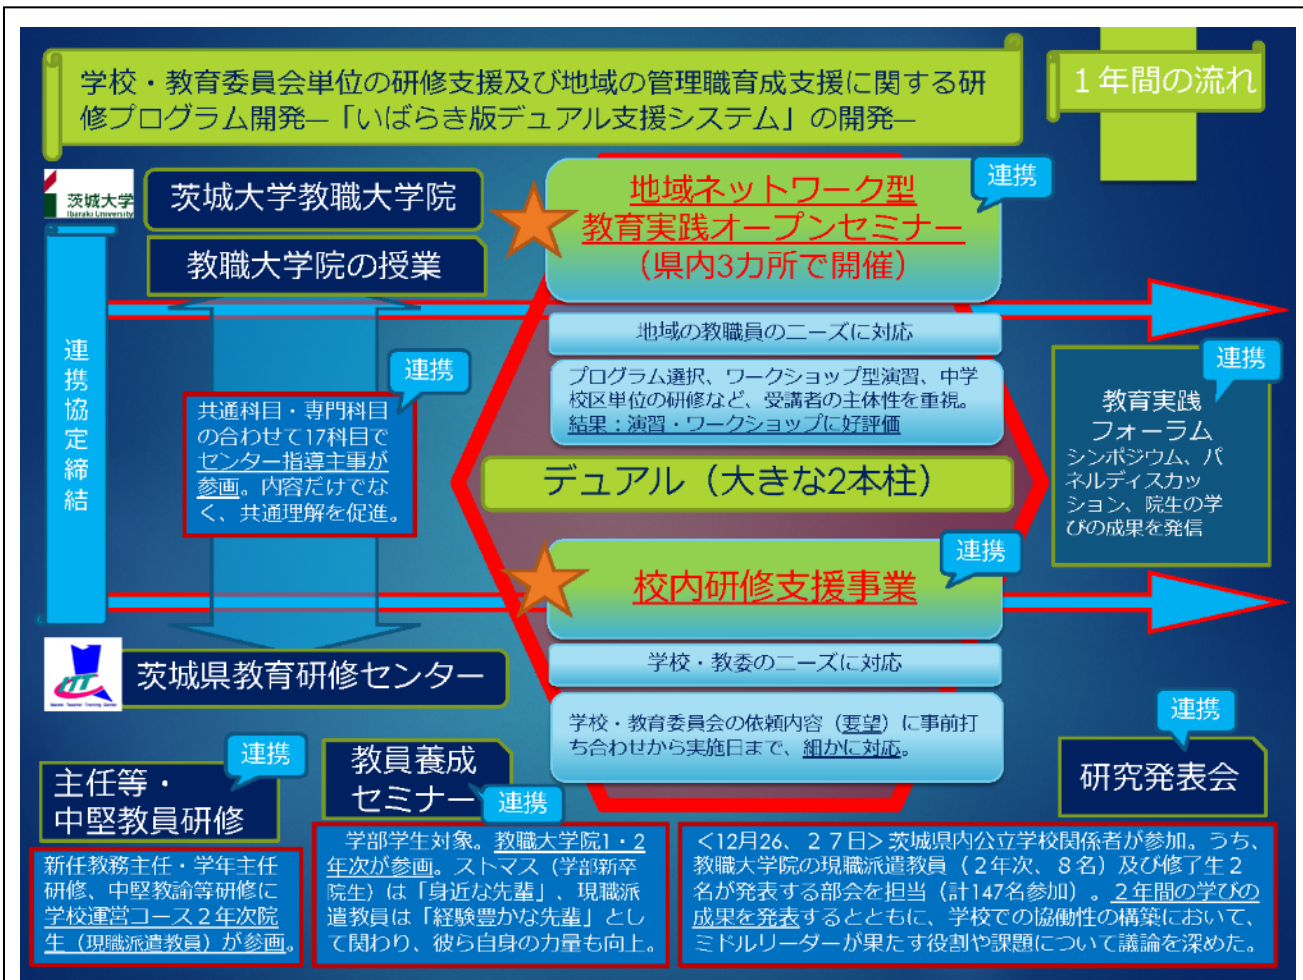 学校・教育委員会単位の研修支援及び地域の管理職育成支援に関する研
修プログラム開発―「いばらき版デュアル支援システム」の開発―
１年間の流れ
茨城大学
Ibaraki University
茨城大学教職大学院
教職大学院の授業
地域ネットワーク型
教育実践オープンセミナー
（県内3カ所で開催）
連携
地域の教職員のニーズに対応
プログラム選択、ワークショップ型演習、中学
校区単位の研修など、受講者の主体性を重視。
結果：演習・ワークショップに好評価
連携協定締結
連携
共通科目・専門科目
の合わせて17科目で
センター指導主事が
参画。内容だけでな
く、共通理解を促進。
デュアル（大きな2本柱）
連携
教育実践
フォーラム
シンポジウム、パ
ネルディスカッ
ション、院生の学
びの成果を発信
連携
校内研修支援事業
学校・教委のニーズに対応
学校・教育委員会の依頼内容（要望）に事前打
ち合わせから実施日まで、細かに対応。
茨城県教育研修センター
連携
主任等・
中堅教員研修
新任教務主任・学年主任
研修、中堅教諭等研修に
学校運営コース２年次院
生（現職派遣教員）が参画。
教員養成
セミナー
連携
学部学生対象。教職大学院1・2
年次が参画。ストマス（学部新卒
院生）は「身近な先輩」、現職派
遣教員は「経験豊かな先輩」とし
て関わり、彼ら自身の力量も向上。
連携
研究発表会
＜12月26、２７日＞茨城県内公立学校関係者が参加。うち、
教職大学院の現職派遣教員（２年次、８名）及び修了生２
名が発表する部会を担当（計147名参加）。２年間の学びの
成果を発表するとともに、学校での協働性の構築において、
ミドルリーダーが果たす役割や課題について議論を深めた。